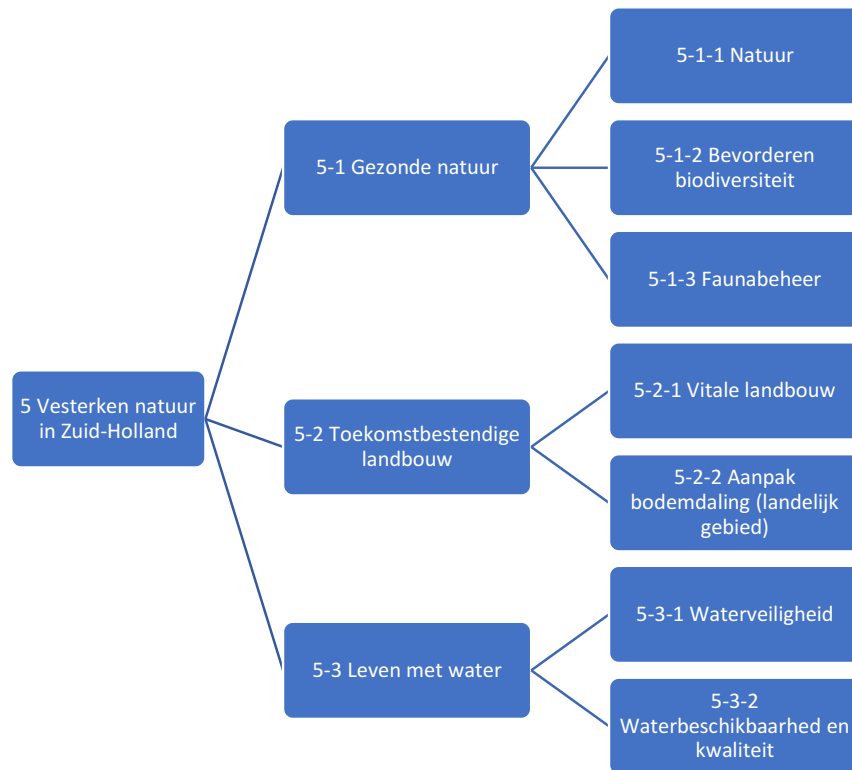 5 Vesterken natuur
in Zuid-Holland
5-1 Gezonde natuur
5-1-1 Natuur
5-1-2 Bevorderen
biodiversiteit
5-1-3 Faunabeheer
5-2 Toekomstbestendige
landbouw
5-2-1 Vitale landbouw
5-2-2 Aanpak
bodemdaling (landelijk
gebied)
5-3 Leven met water
5-3-1 Waterveiligheid
5-3-2
Waterbeschikbaarhed en
kwaliteit